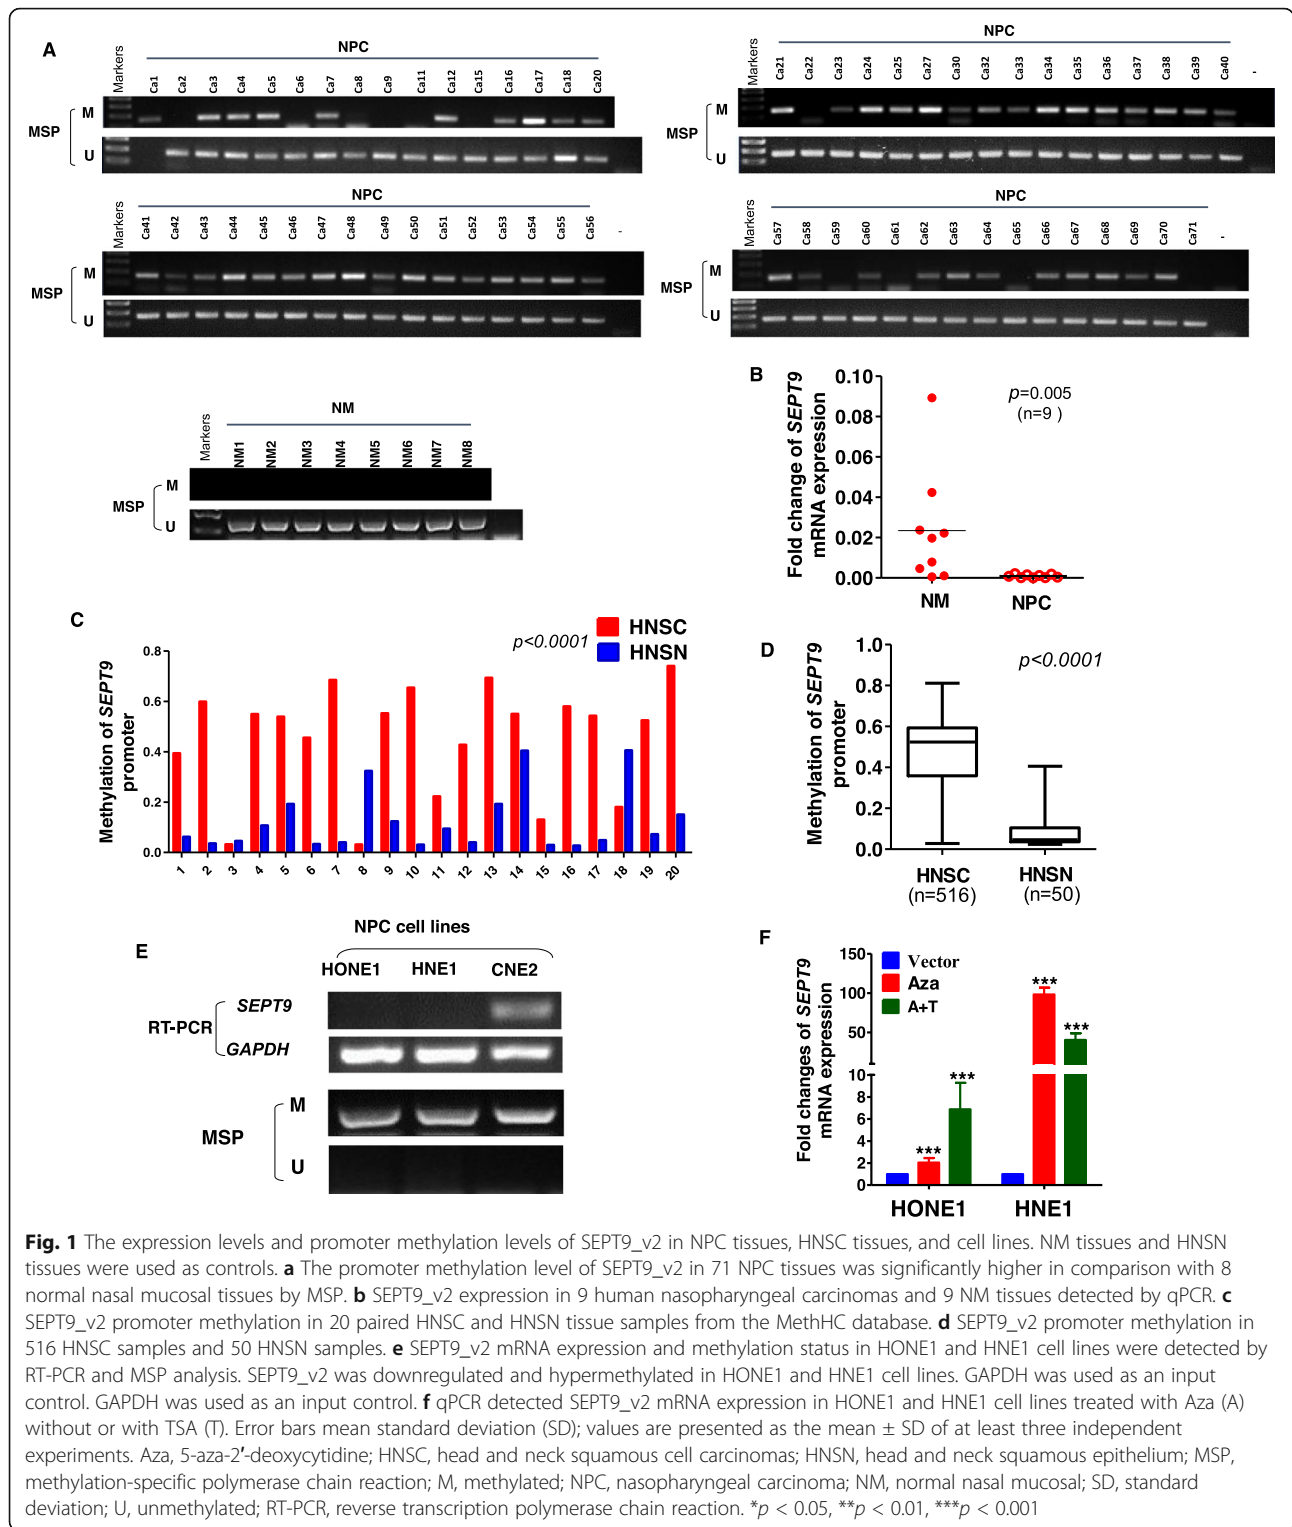 A
NPC
Markers Ca1 Ca2 Ca3 Ca4 Ca5 Ca6 Ca7 Ca8 Ca9 Ca11 Ca12 Ca15 Ca16 Ca17 Ca18 Ca20
MSP
M
U
NPC
Markers Ca21 Ca22 Ca23 Ca24 Ca25 Ca27 Ca30 Ca32 Ca33 Ca34 Ca35 Ca36 Ca37 Ca38 Ca39 Ca40 -
MSP
M
U
NPC
Markers Ca41 Ca42 Ca43 Ca44 Ca45 Ca46 Ca47 Ca48 Ca49 Ca50 Ca51 Ca52 Ca53 Ca54 Ca55 Ca56 -
MSP
M
U
NPC
Markers Ca57 Ca58 Ca59 Ca60 Ca61 Ca62 Ca63 Ca64 Ca65 Ca66 Ca67 Ca68 Ca69 Ca70 Ca71 -
MSP
M
U
NM
Markers NM1 NM2 NM3 NM4 NM5 NM6 NM7 NM8
MSP
M
U
B
Fold change of SEPT9
mRNA expression
0.10
0.08
0.06
0.04
0.02
0.00
p=0.005
(n=9 )
NM NPC
C
Methylation of SEPT9
promoter
0.8
0.6
0.4
0.2
0.0
p<0.0001
HNSC
HNSN
1 2 3 4 5 6 7 8 9 10 11 12 13 14 15 16 17 18 19 20
D
Methylation of SEPT9
promoter
1.0
0.8
0.6
0.4
0.2
0.0
p<0.0001
HNSC HNSN
(n=516) (n=50)
E
NPC cell lines
HONE1 HNE1 CNE2
RT-PCR
SEPT9
GAPDH
MSP
M
U
F
Fold changes of SEPT9
mRNA expression
150
100
50
10
8
6
4
2
0
Vector
Aza
A+T
*** *** *** ***
HONE1 HNE1
Fig. 1 The expression levels and promoter methylation levels of SEPT9_v2 in NPC tissues, HNSC tissues, and cell lines. NM tissues and HNSN
tissues were used as controls. a The promoter methylation level of SEPT9_v2 in 71 NPC tissues was significantly higher in comparison with 8
normal nasal mucosal tissues by MSP. b SEPT9_v2 expression in 9 human nasopharyngeal carcinomas and 9 NM tissues detected by qPCR. c
SEPT9_v2 promoter methylation in 20 paired HNSC and HNSN tissue samples from the MethHC database. d SEPT9_v2 promoter methylation in
516 HNSC samples and 50 HNSN samples. e SEPT9_v2 mRNA expression and methylation status in HONE1 and HNE1 cell lines were detected by
RT-PCR and MSP analysis. SEPT9_v2 was downregulated and hypermethylated in HONE1 and HNE1 cell lines. GAPDH was used as an input
control. GAPDH was used as an input control. f qPCR detected SEPT9_v2 mRNA expression in HONE1 and HNE1 cell lines treated with Aza (A)
without or with TSA (T). Error bars mean standard deviation (SD); values are presented as the mean ± SD of at least three independent
experiments. Aza, 5-aza-2′-deoxycytidine; HNSC, head and neck squamous cell carcinomas; HNSN, head and neck squamous epithelium; MSP,
methylation-specific polymerase chain reaction; M, methylated; NPC, nasopharyngeal carcinoma; NM, normal nasal mucosal; SD, standard
deviation; U, unmethylated; RT-PCR, reverse transcription polymerase chain reaction. *p < 0.05, **p < 0.01, ***p < 0.001